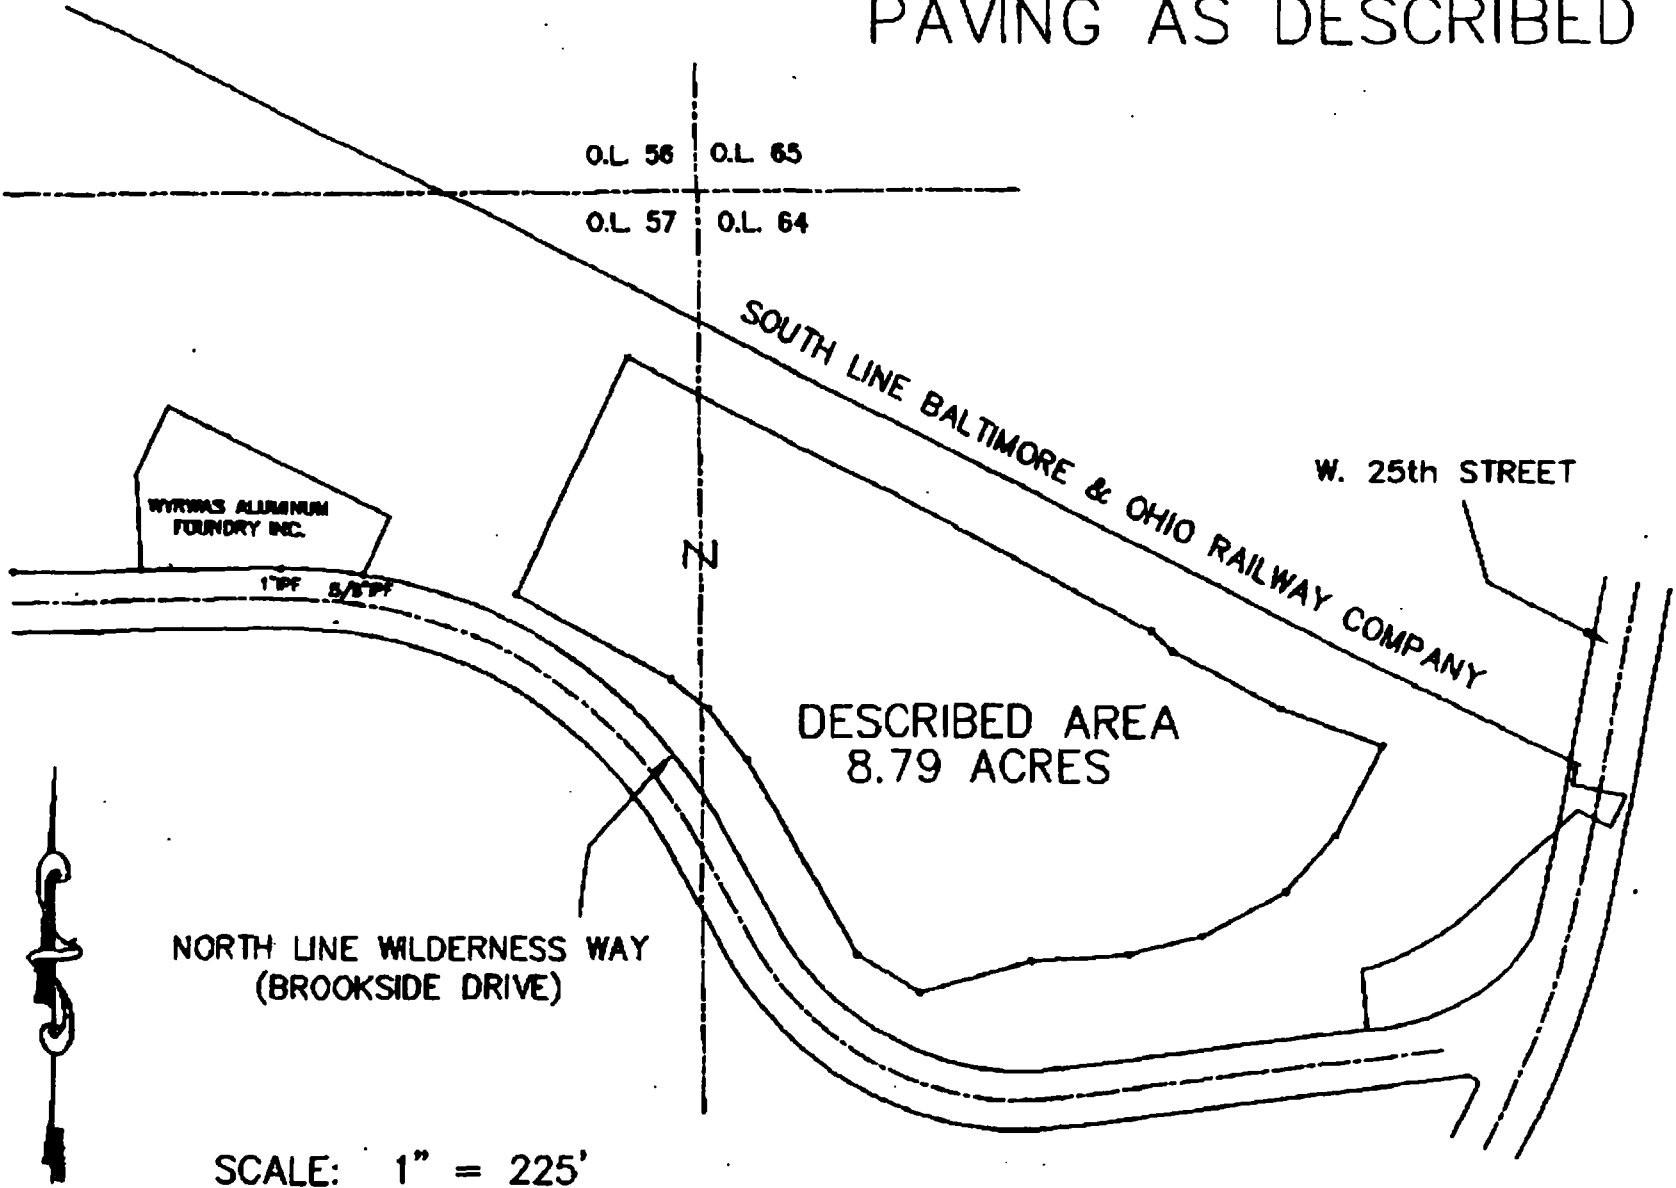 PAVING AS DESCRIBED
O.L. 56 O.L. 65
O.L. 57 O.L. 64
SOUTH LINE BALTIMORE & OHIO RAILWAY COMPANY
W. 25th STREET
WYRWAS ALUMINUM
FOUNDRY INC.
1"IPF 5/8"IPF
Z
DESCRIBED AREA
8.79 ACRES
NORTH LINE WILDERNESS WAY
(BROOKSIDE DRIVE)
SCALE: 1" = 225'